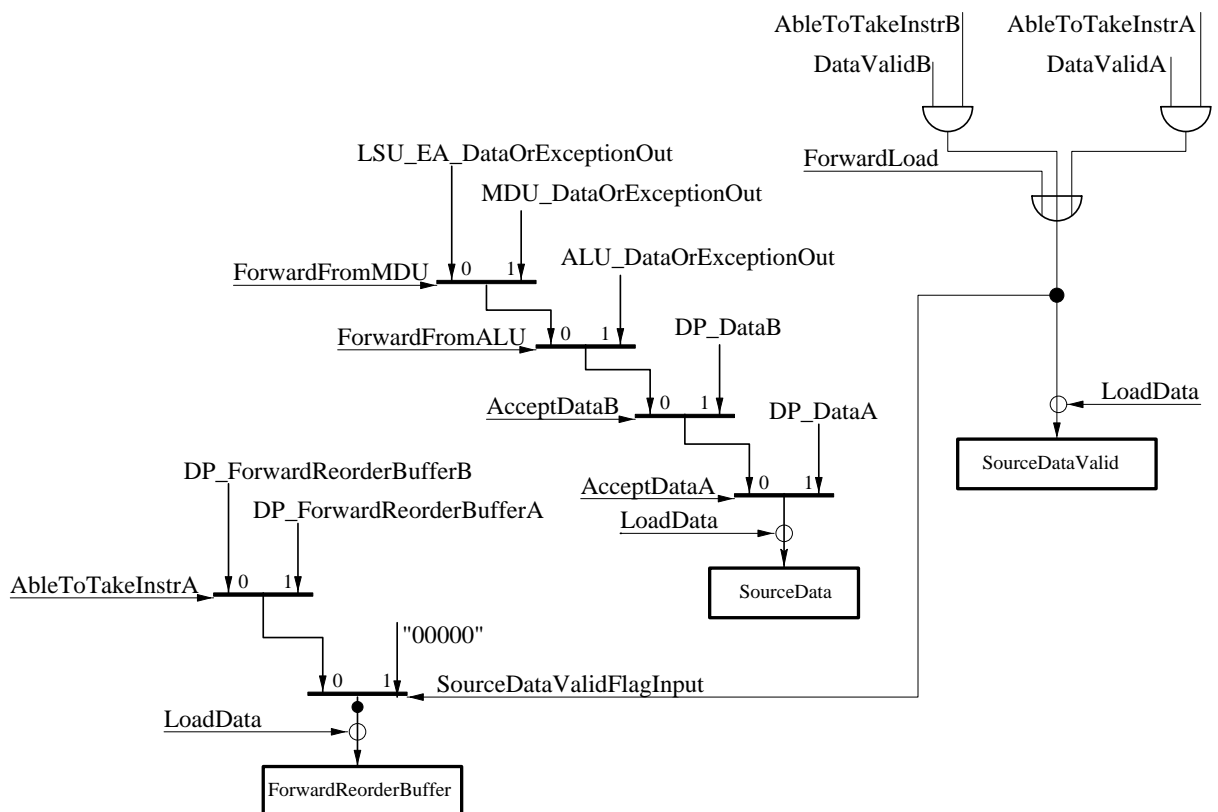 AbleToTakeInstrB
AbleToTakeInstrA
DataValidB
DataValidA
LSU_EA_DataOrExceptionOut
ForwardLoad
MDU_DataOrExceptionOut
ALU_DataOrExceptionOut
ForwardFromMDU
0 1
DP_DataB
ForwardFromALU
0 1
LoadData
AcceptDataB
0 1
DP_DataA
SourceDataValid
DP_ForwardReorderBufferB
AcceptDataA
0 1
DP_ForwardReorderBufferA
LoadData
AbleToTakeInstrA
0 1
SourceData
"00000"
0 1
SourceDataValidFlagInput
LoadData
ForwardReorderBuffer